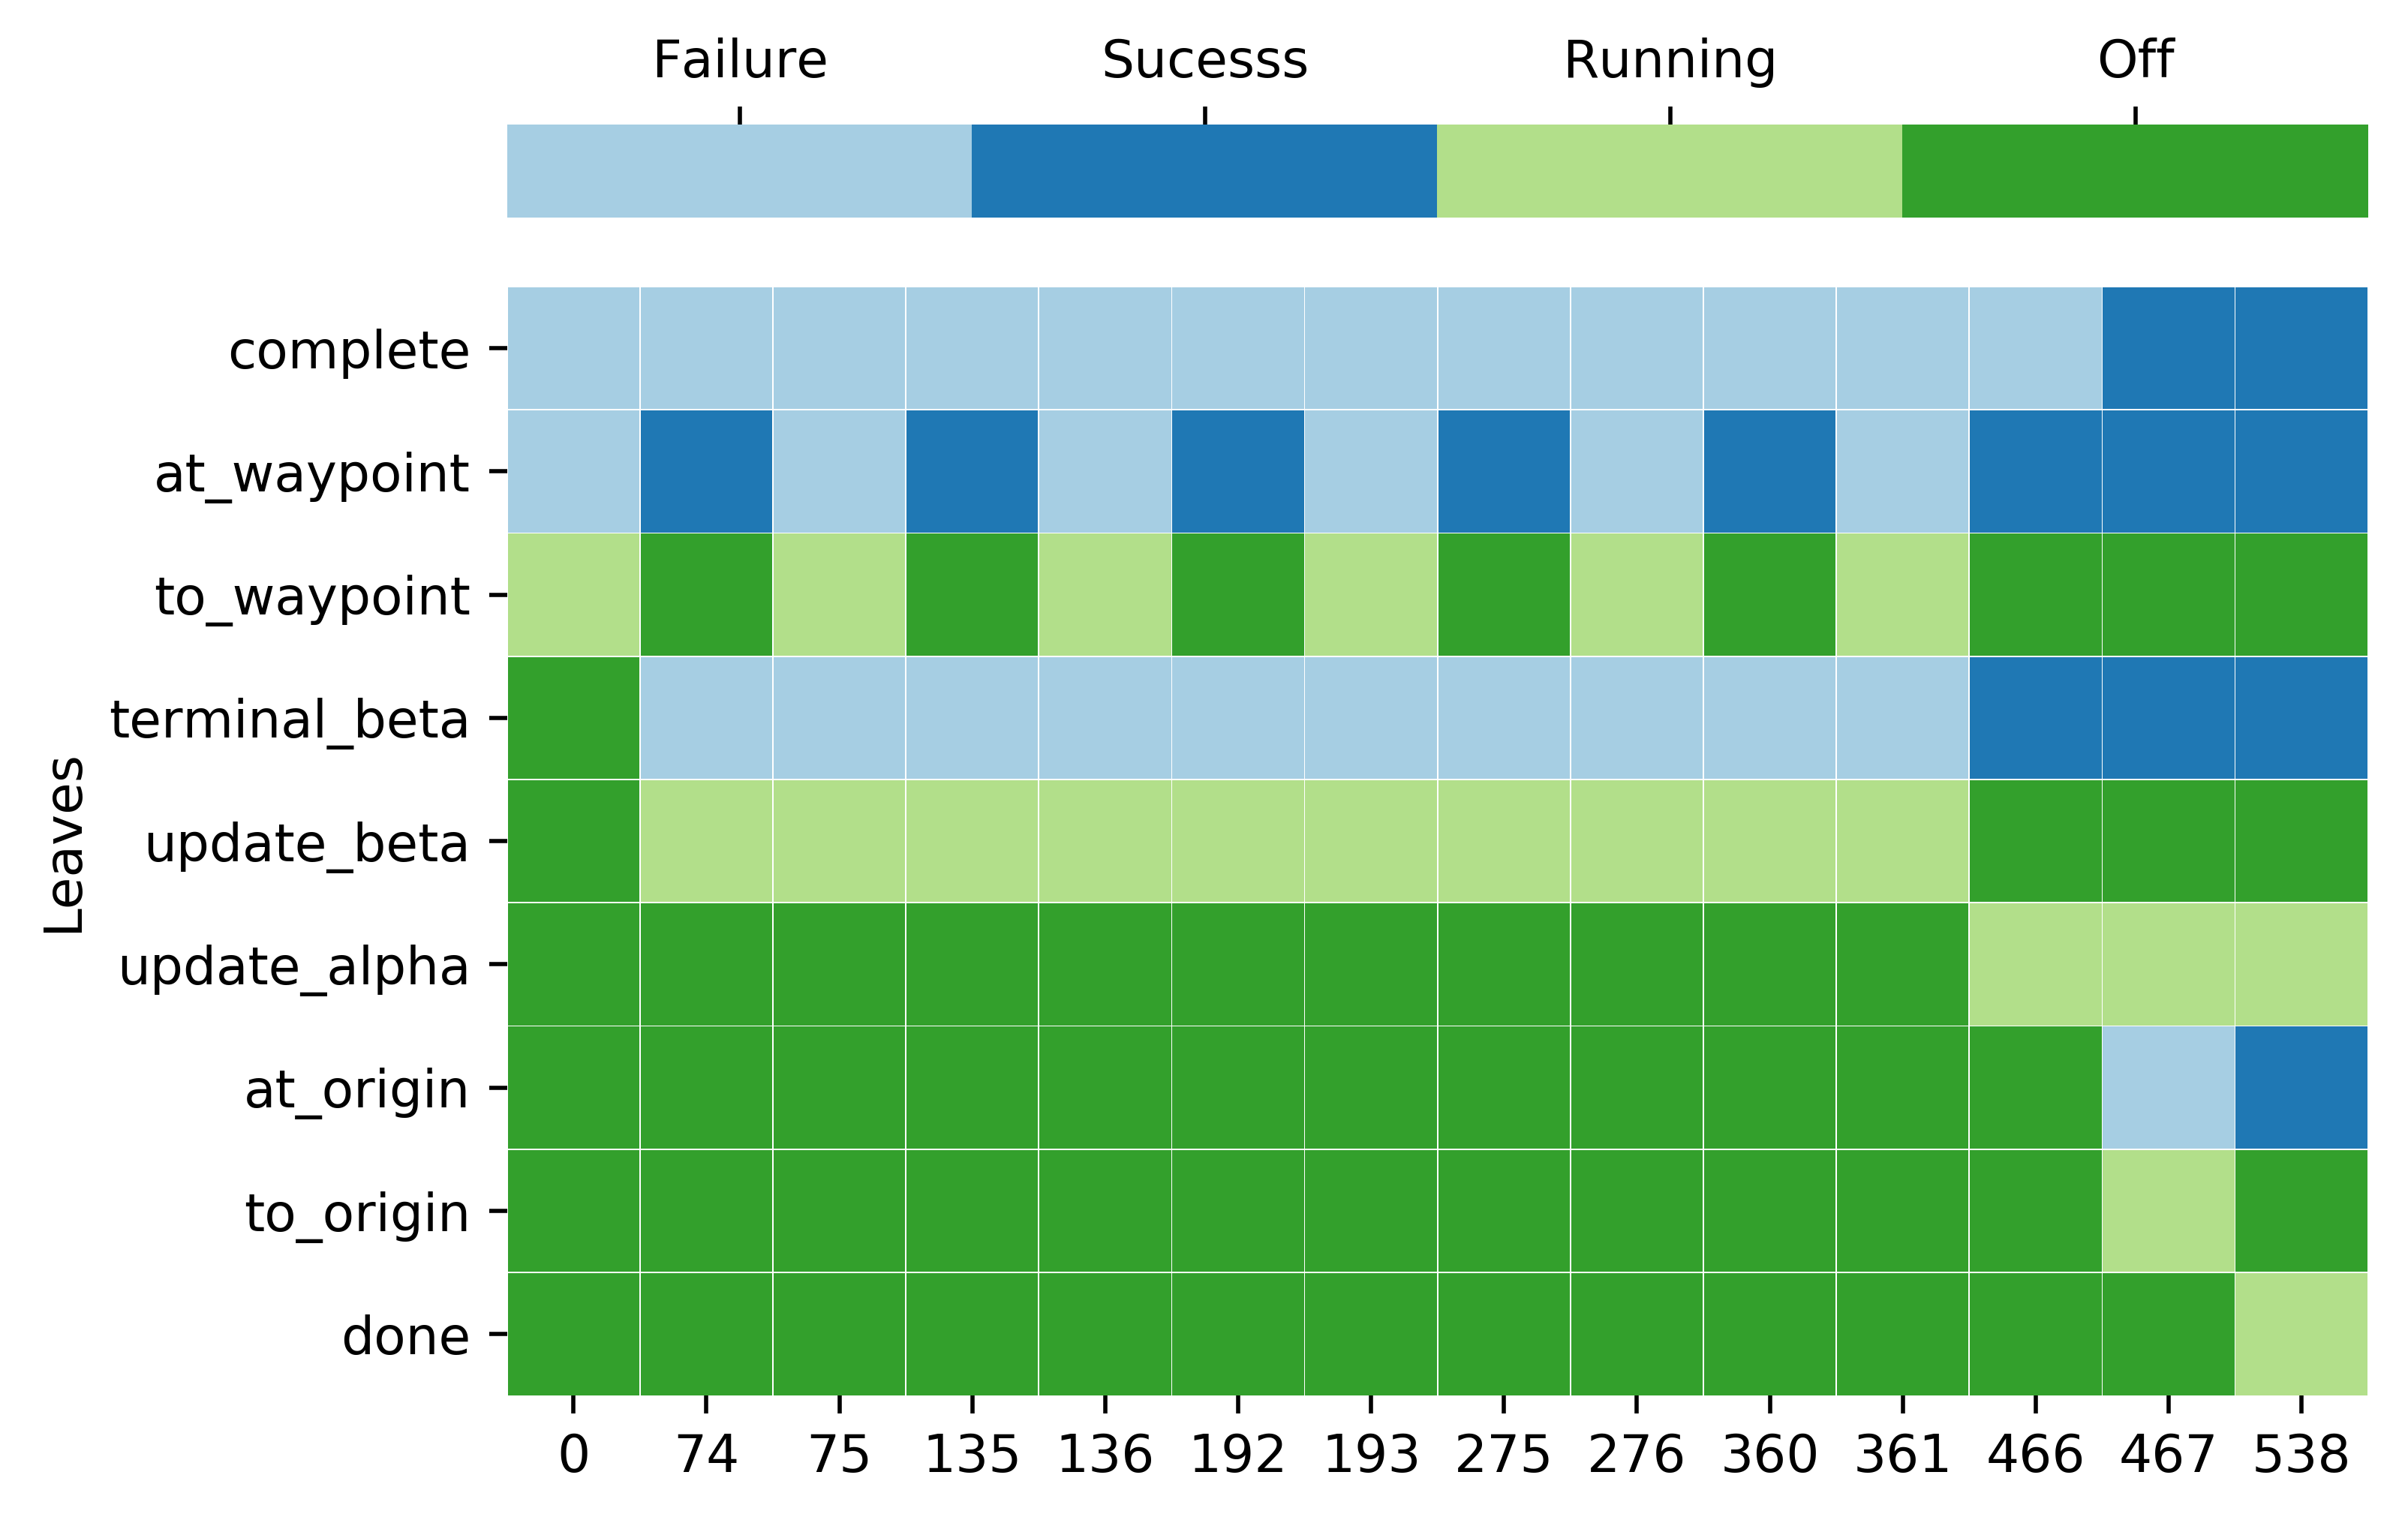 Failure Sucesss Running Off
complete
at_waypoint
to_waypoint
terminal_beta
update_beta
update_alpha
at_origin
to_origin
done
Leaves
0 74 75 135 136 192 193 275 276 360 361 466 467 538